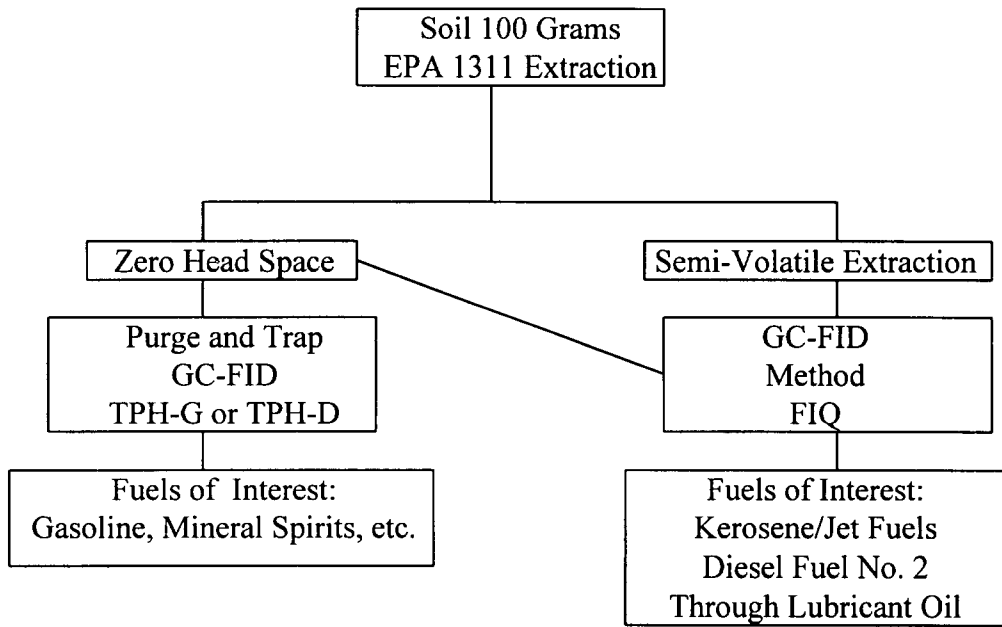 Soil 100 Grams
EPA 1311 Extraction
Zero Head Space
Semi-Volatile Extraction
Purge and Trap
GC-FID
TPH-G or TPH-D
GC-FID
Method
FIQ
Fuels of Interest:
Gasoline, Mineral Spirits, etc.
Fuels of Interest:
Kerosene/Jet Fuels
Diesel Fuel No. 2
Through Lubricant Oil